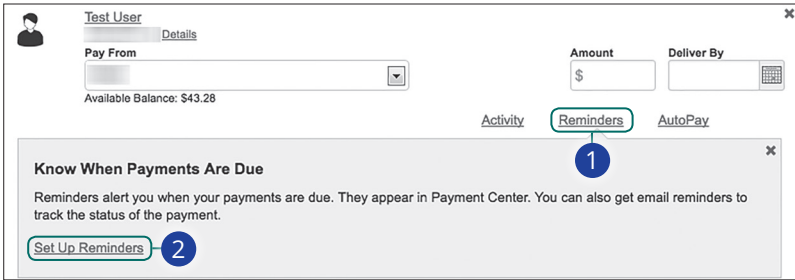 Test User
Details
Pay From
Amount
Deliver By
$
Available Balance: $43.28
Activity
Reminders
AutoPay
1
Know When Payments Are Due
Reminders alert you when your payments are due. They appear in Payment Center. You can also get email reminders to
track the status of the payment.
Set Up Reminders
2